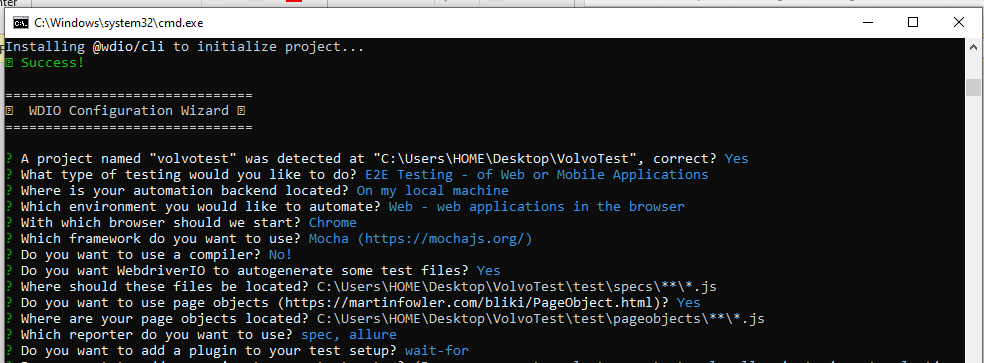 C:\Windows\system32\cmd.exe
Installing @wdio/cli to initialize project...
Success!
===============================
WDIO Configuration Wizard
===============================
? A project named "volvotest" was detected at "C:\Users\HOME\Desktop\VolvoTest", correct? Yes
? What type of testing would you like to do? E2E Testing - of Web or Mobile Applications
? Where is your automation backend located? On my local machine
? Which environment you would like to automate? Web - web applications in the browser
? With which browser should we start? Chrome
? Which framework do you want to use? Mocha (https://mochajs.org/)
? Do you want to use a compiler? No!
? Do you want WebdriverIO to autogenerate some test files? Yes
? Where should these files be located? C:\Users\HOME\Desktop\VolvoTest\test\specs\**\*.js
? Do you want to use page objects (https://martinfowler.com/bliki/PageObject.html)? Yes
? Where are your page objects located? C:\Users\HOME\Desktop\VolvoTest\test\pageobjects\**\*.js
? Which reporter do you want to use? spec, allure
? Do you want to add a plugin to your test setup? wait-for